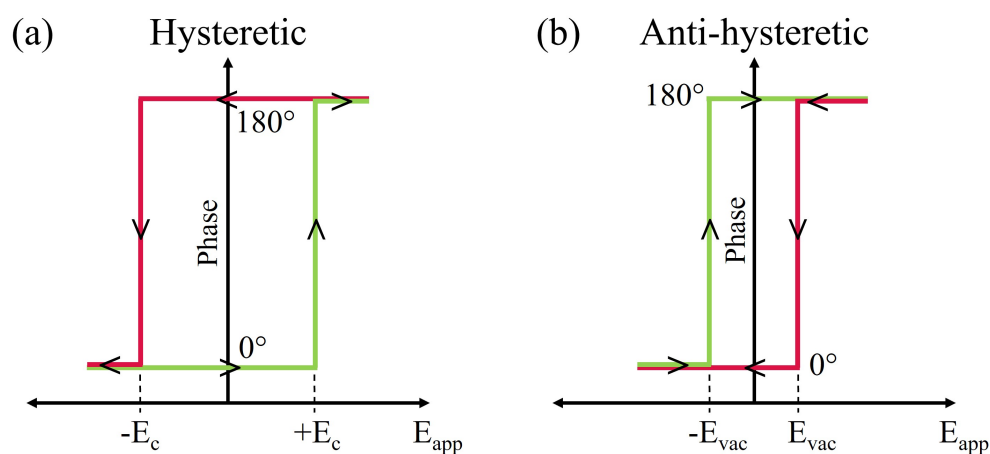 (a) Hysteretic
180°
Phase
0°
-Ec +Ec Eapp
(b) Anti-hysteretic
180°
Phase
0°
-Evac Evac Eapp